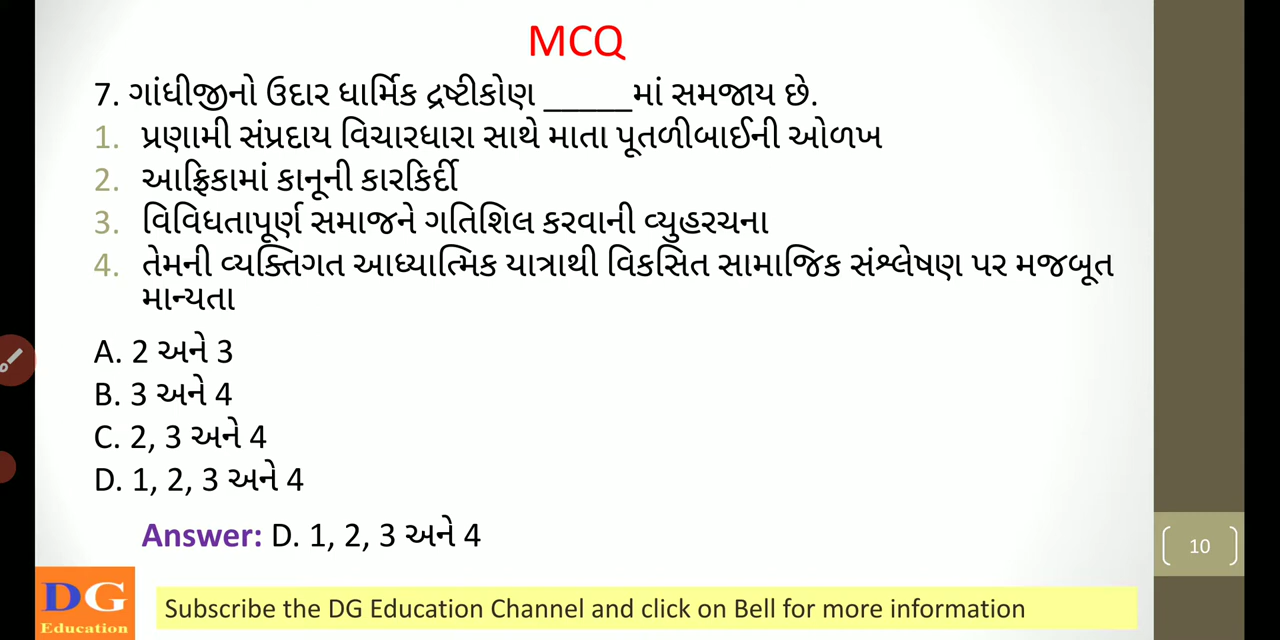 MCQ
7. ગાંધીજીનો ઉદાર ધાર્મિક દ્રષ્ટીકોણ _____માં સમજાય છે.
1. પ્રણામી સંપ્રદાય વિચારધારા સાથે માતા પૂતળીબાઈની ઓળખ
2. આફ્રિકામાં કાનૂની કારકિર્દી
3. વિવિધતાપૂર્ણ સમાજને ગતિશિલ કરવાની વ્યુહરચના
4. તેમની વ્યક્તિગત આધ્યાત્મિક યાત્રાથી વિકસિત સામાજિક સંશ્લેષણ પર મજબૂત
માન્યતા
A. 2 અને 3
B. 3 અને 4
C. 2, 3 અને 4
D. 1, 2, 3 અને 4
Answer: D. 1, 2, 3 અને 4
10
DG
Education
Subscribe the DG Education Channel and click on Bell for more information